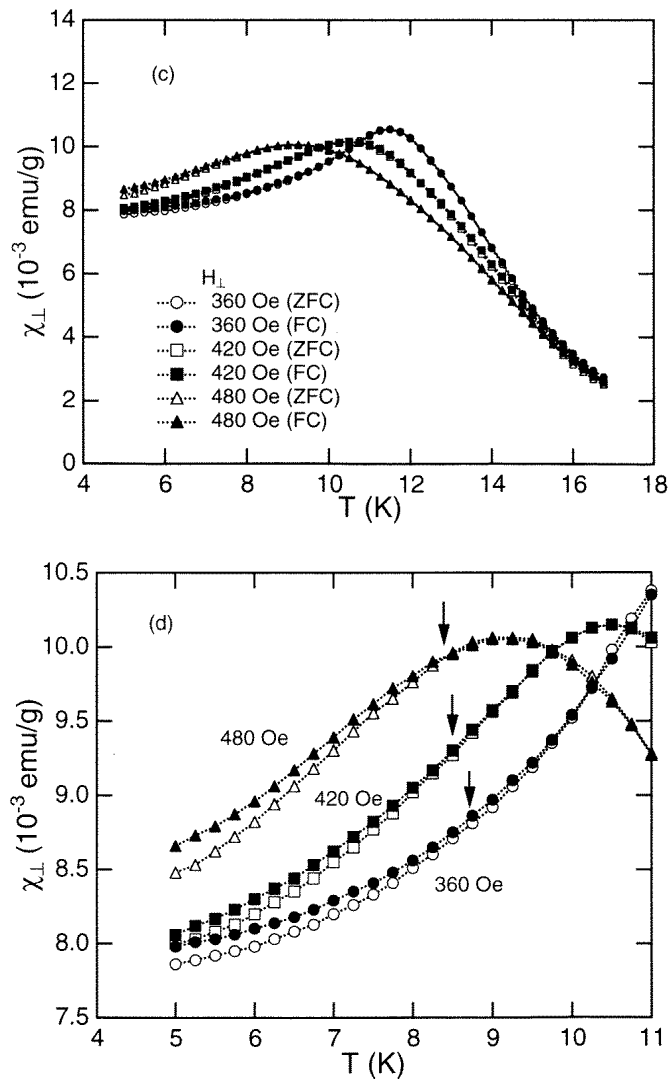 14
12
10
8
6
4
2
0
χ⊥ (10⁻³ emu/g)
(c)
H⊥
360 Oe (ZFC)
360 Oe (FC)
420 Oe (ZFC)
420 Oe (FC)
480 Oe (ZFC)
480 Oe (FC)
4 6 8 10 12 14 16 18
T (K)
10.5
10.0
9.5
9.0
8.5
8.0
7.5
χ⊥ (10⁻³ emu/g)
(d)
480 Oe
420 Oe
360 Oe
4 5 6 7 8 9 10 11
T (K)